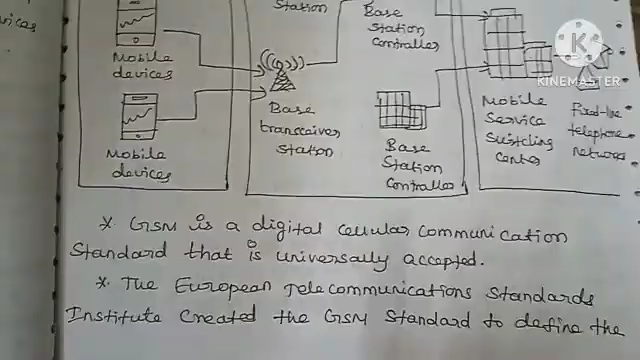 vices
Station
Base
Station
Controller
Mobile
devices
Base
transceiver
Station
Mobile
devices
Base
Station
Controller
Mobile
Service
Switching
Center
Fixed-line
telephone
Network
KINEMASTER
* GSM is a digital cellular communication
Standard that is universally accepted.
* The European Telecommunications Standards
Institute created the GSM Standard to define the